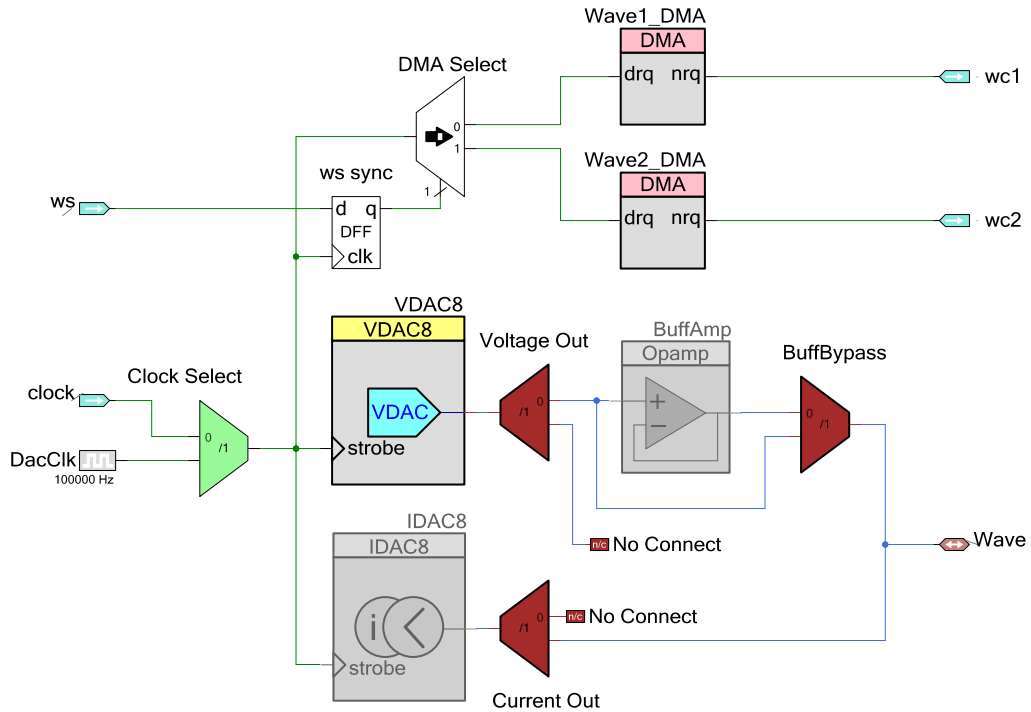 Wave1_DMA
DMA
drq nrq
wc1
DMA Select
0
1
1
Wave2_DMA
DMA
drq nrq
wc2
ws sync
ws
d q
DFF
clk
VDAC8
VDAC8
VDAC
strobe
Voltage Out
/1 0
BuffAmp
Opamp
+
−
BuffBypass
0
/1
Clock Select
clock
0
/1
DacClk
100000 Hz
n/c No Connect
Wave
IDAC8
IDAC8
i
strobe
n/c No Connect
/1 0
Current Out